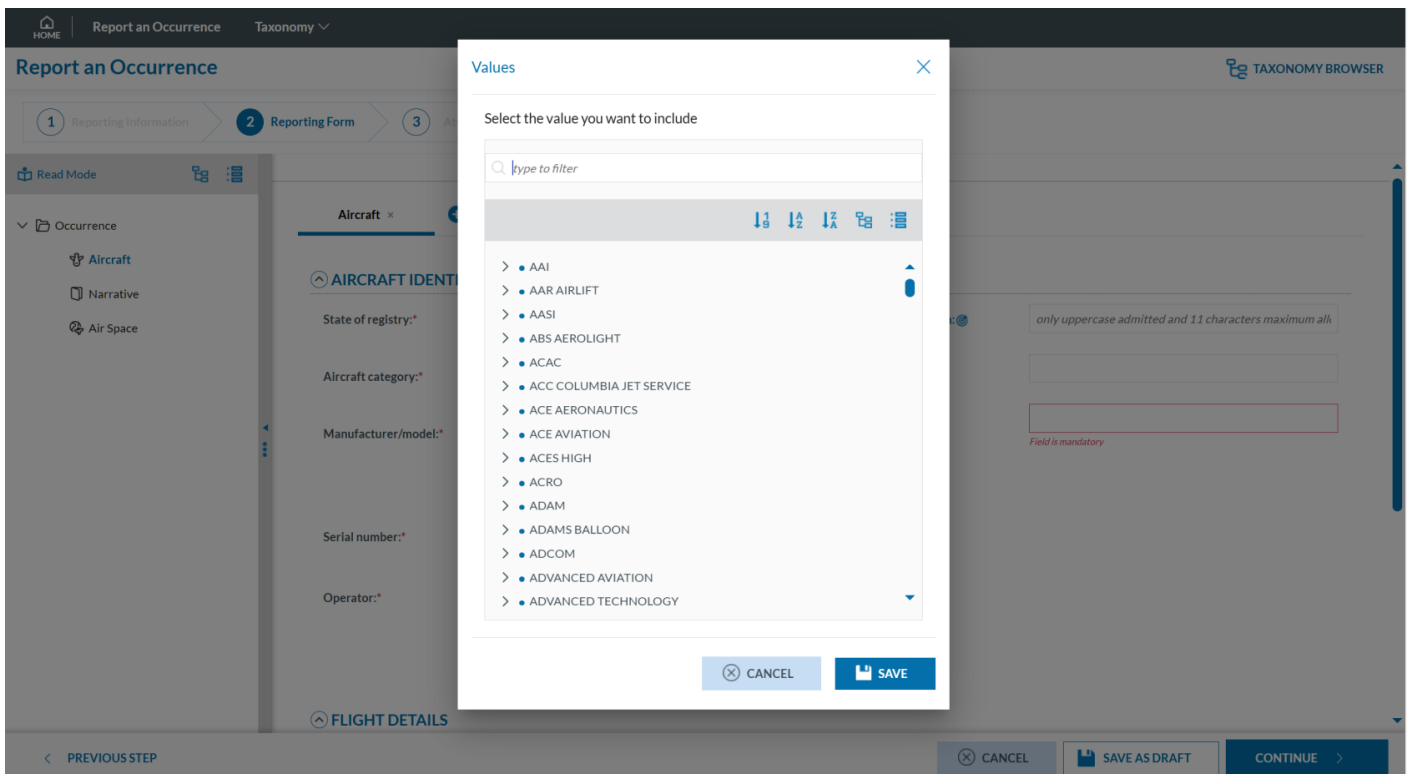 HOME
Report an Occurrence
Taxonomy
Report an Occurrence
TAXONOMY BROWSER
1 Reporting Information
2 Reporting Form
3
Read Mode
Occurrence
Aircraft
Narrative
Air Space
Aircraft ×
AIRCRAFT IDENTI
State of registry:*
only uppercase admitted and 11 characters maximum all
Aircraft category:*
Manufacturer/model:*
Field is mandatory
Serial number:*
Operator:*
FLIGHT DETAILS
Values
Select the value you want to include
type to filter
AAI
AAR AIRLIFT
AASI
ABS AEROLIGHT
ACAC
ACC COLUMBIA JET SERVICE
ACE AERONAUTICS
ACE AVIATION
ACES HIGH
ACRO
ADAM
ADAMS BALLOON
ADCOM
ADVANCED AVIATION
ADVANCED TECHNOLOGY
CANCEL
SAVE
PREVIOUS STEP
CANCEL
SAVE AS DRAFT
CONTINUE